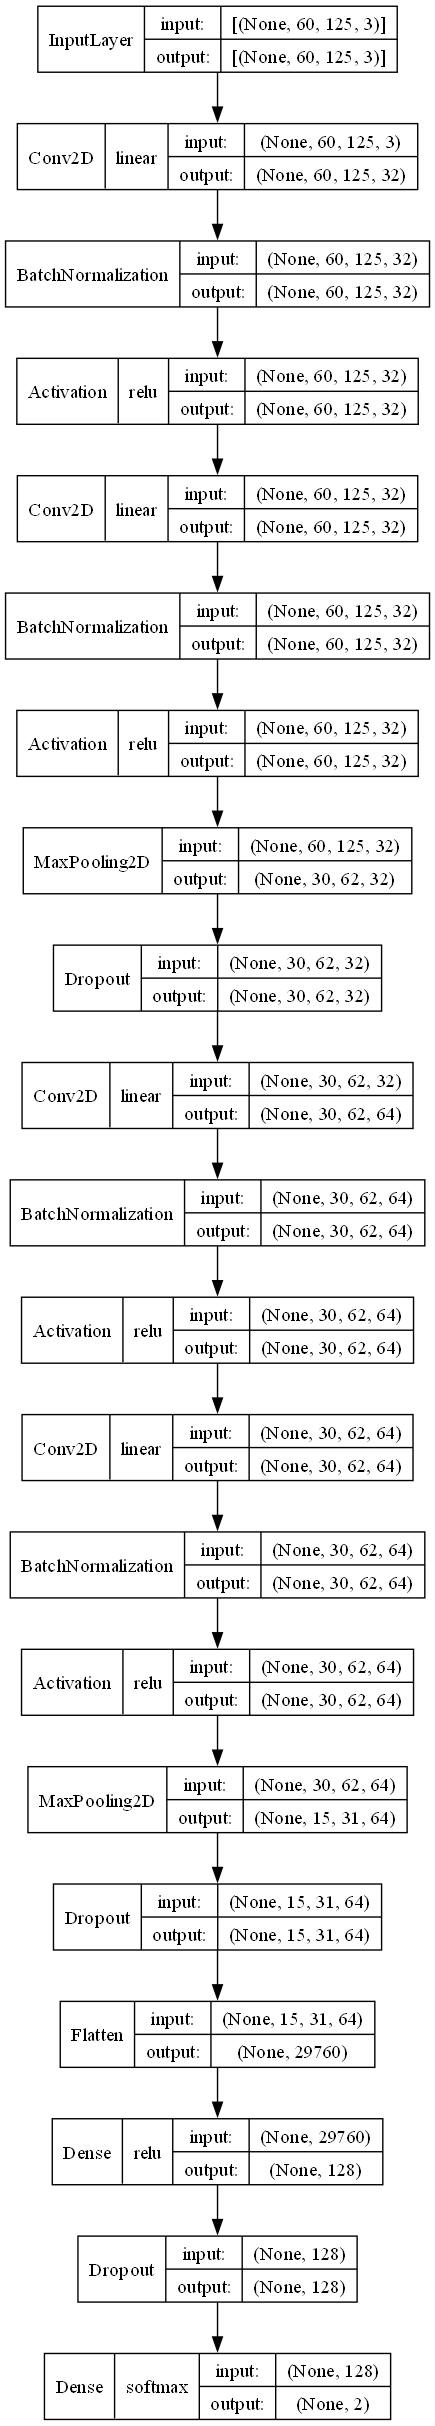 InputLayer input: [(None, 60, 125, 3)]
output: [(None, 60, 125, 3)]
Conv2D linear input: (None, 60, 125, 3)
output: (None, 60, 125, 32)
BatchNormalization input: (None, 60, 125, 32)
output: (None, 60, 125, 32)
Activation relu input: (None, 60, 125, 32)
output: (None, 60, 125, 32)
Conv2D linear input: (None, 60, 125, 32)
output: (None, 60, 125, 32)
BatchNormalization input: (None, 60, 125, 32)
output: (None, 60, 125, 32)
Activation relu input: (None, 60, 125, 32)
output: (None, 60, 125, 32)
MaxPooling2D input: (None, 60, 125, 32)
output: (None, 30, 62, 32)
Dropout input: (None, 30, 62, 32)
output: (None, 30, 62, 32)
Conv2D linear input: (None, 30, 62, 32)
output: (None, 30, 62, 64)
BatchNormalization input: (None, 30, 62, 64)
output: (None, 30, 62, 64)
Activation relu input: (None, 30, 62, 64)
output: (None, 30, 62, 64)
Conv2D linear input: (None, 30, 62, 64)
output: (None, 30, 62, 64)
BatchNormalization input: (None, 30, 62, 64)
output: (None, 30, 62, 64)
Activation relu input: (None, 30, 62, 64)
output: (None, 30, 62, 64)
MaxPooling2D input: (None, 30, 62, 64)
output: (None, 15, 31, 64)
Dropout input: (None, 15, 31, 64)
output: (None, 15, 31, 64)
Flatten input: (None, 15, 31, 64)
output: (None, 29760)
Dense relu input: (None, 29760)
output: (None, 128)
Dropout input: (None, 128)
output: (None, 128)
Dense softmax input: (None, 128)
output: (None, 2)